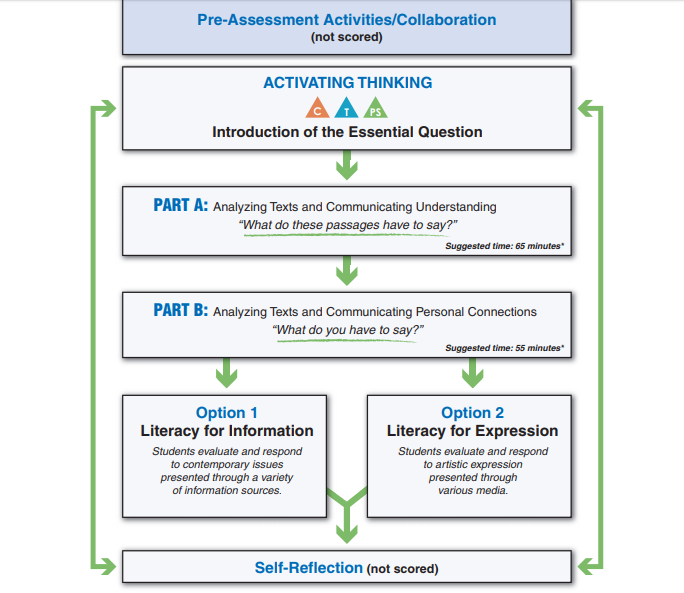 Pre-Assessment Activities/Collaboration
(not scored)
ACTIVATING THINKING
C T PS
Introduction of the Essential Question
PART A: Analyzing Texts and Communicating Understanding
“What do these passages have to say?”
Suggested time: 65 minutes*
PART B: Analyzing Texts and Communicating Personal Connections
“What do you have to say?”
Suggested time: 55 minutes*
Option 1
Literacy for Information
Students evaluate and respond
to contemporary issues
presented through a variety
of information sources.
Option 2
Literacy for Expression
Students evaluate and respond
to artistic expression
presented through
various media.
Self-Reflection (not scored)